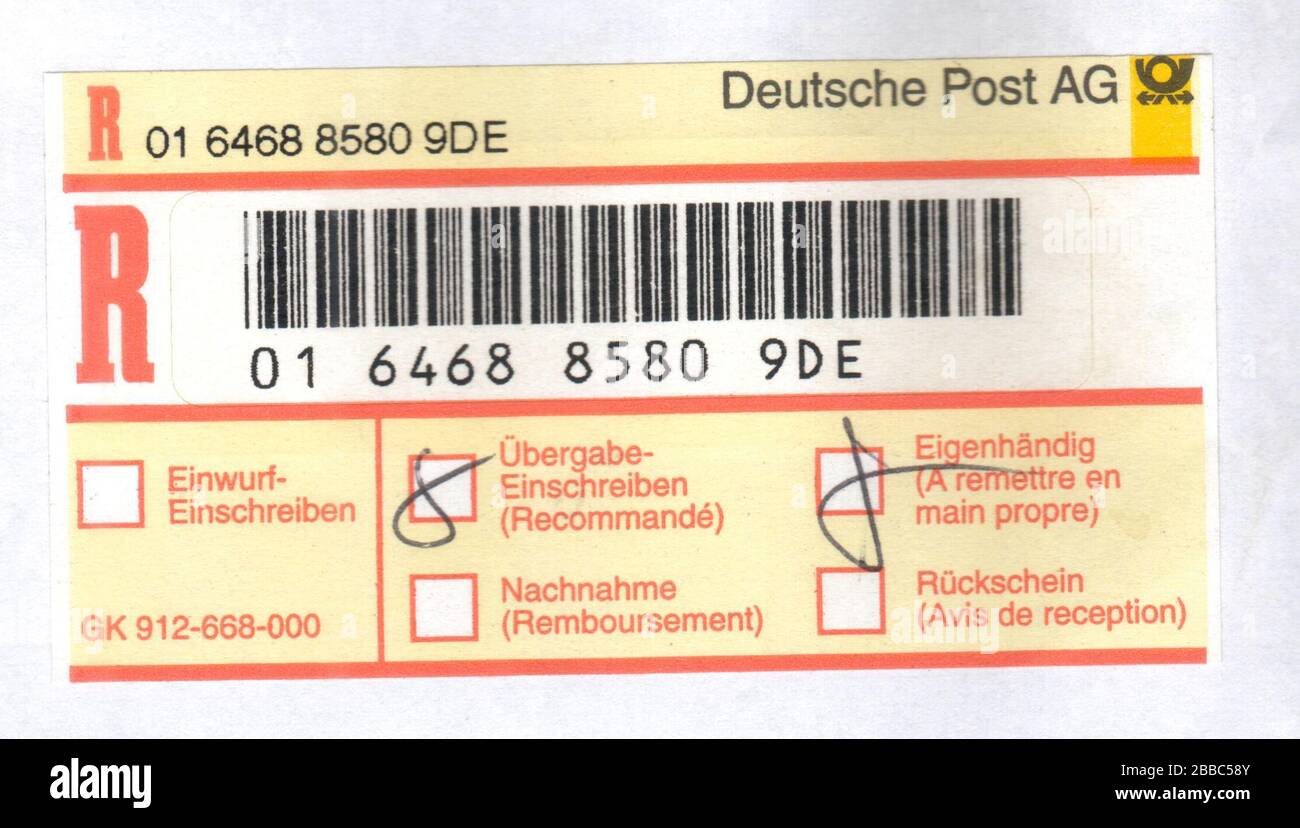 Deutsche Post AG
R 01 6468 8580 9DE
R
01 6468 8580 9DE
Einwurf-
Einschreiben
GK 912-668-000
Übergabe-
Einschreiben
(Recommandé)
Nachnahme
(Remboursement)
Eigenhändig
(A remettre en
main propre)
Rückschein
(Avis de reception)
alamy
Image ID: 2BBC58Y
www.alamy.com